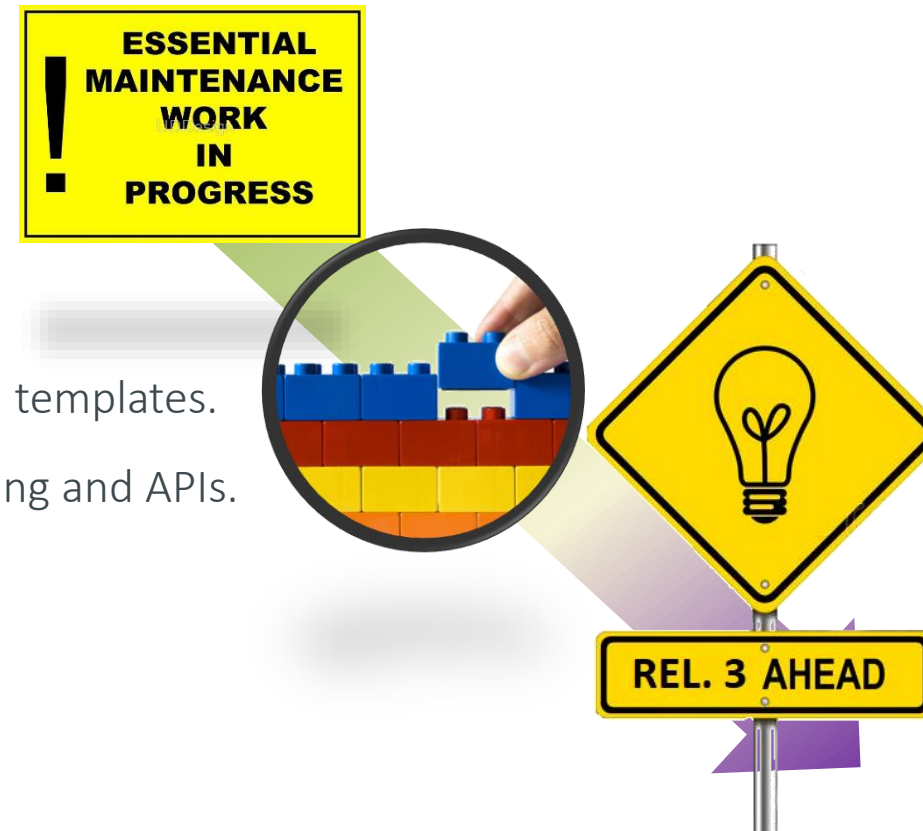 ESSENTIAL
MAINTENANCE
WORK
IN
PROGRESS
!
templates.
ng and APIs.
REL. 3 AHEAD